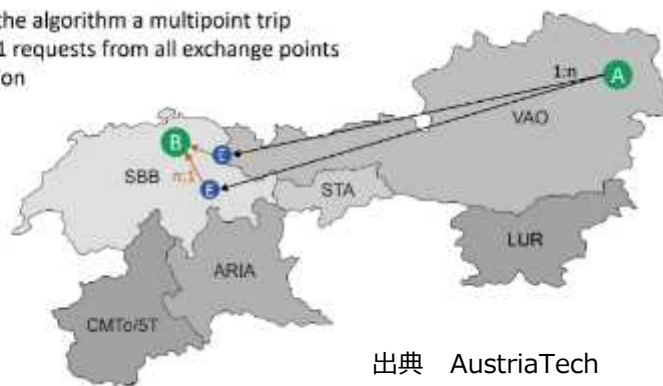 the algorithm a multipoint trip
1 requests from all exchange points
on
1:n
A
VAO
B
E
SBB
n:1
E
STA
LUR
ARIA
CMTo/5T
出典 AustriaTech